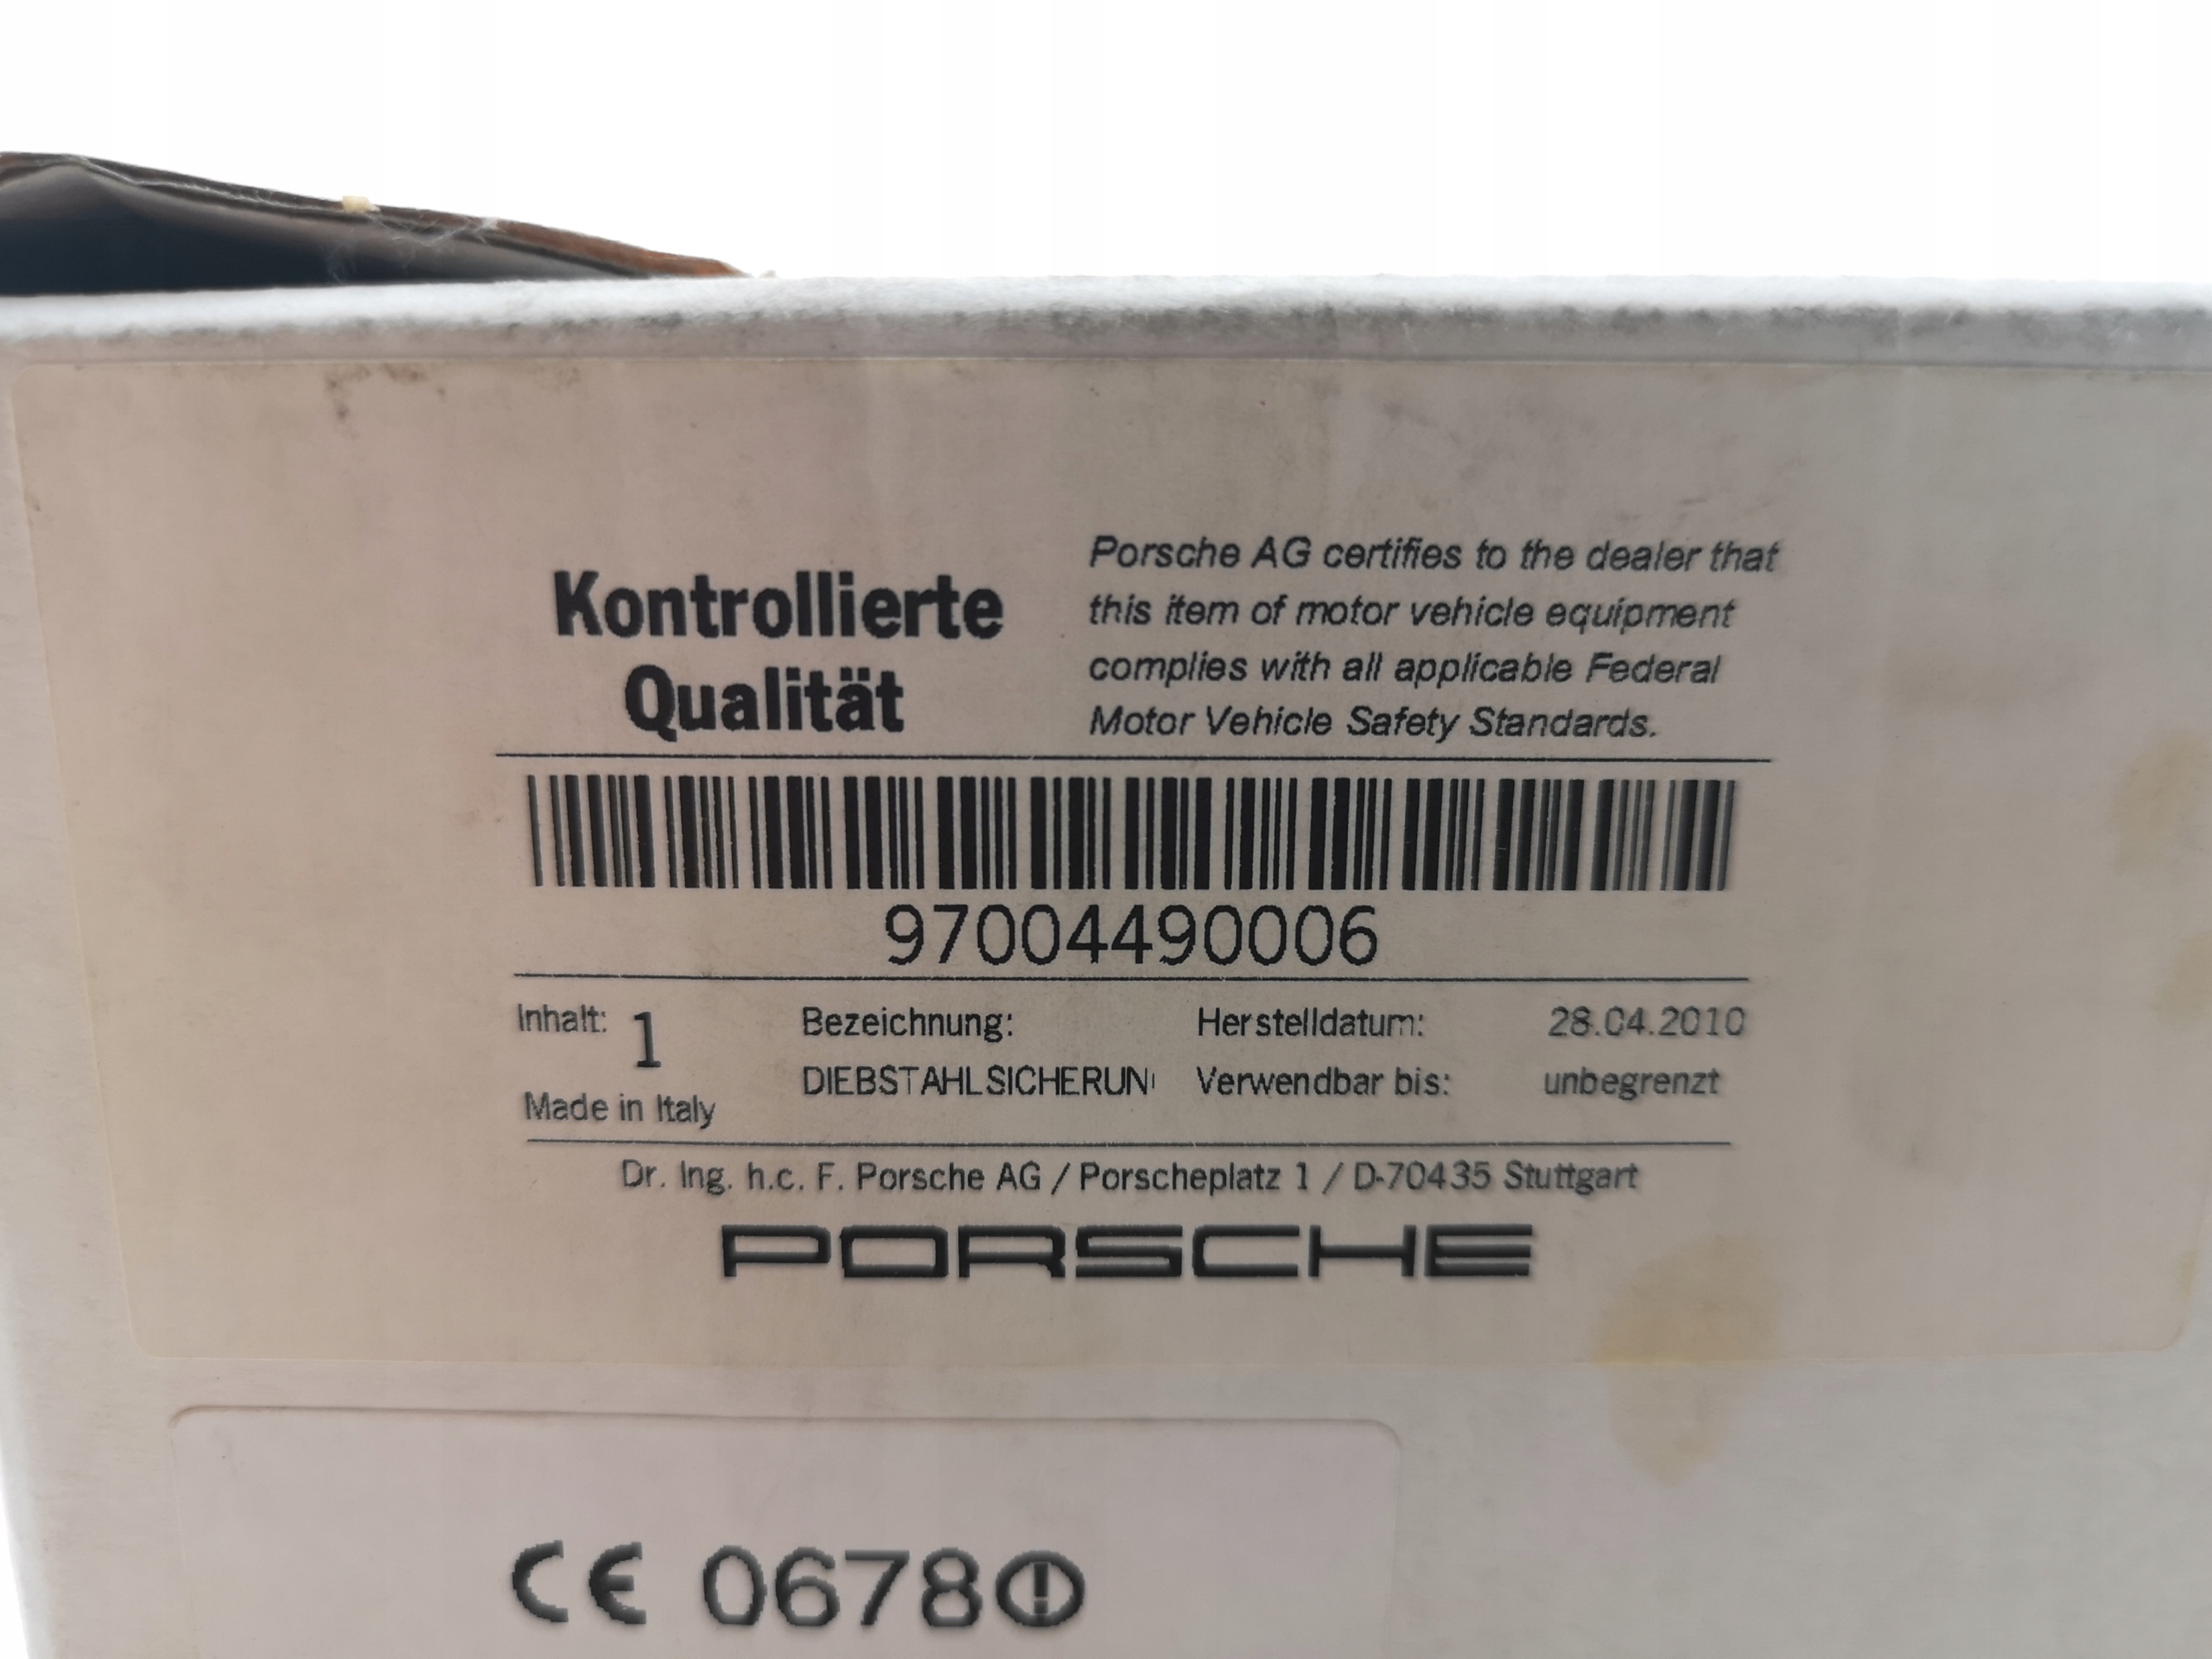 Kontrollierte
Qualität
Porsche AG certifies to the dealer that
this item of motor vehicle equipment
complies with all applicable Federal
Motor Vehicle Safety Standards.
97004490006
Inhalt: 1
Made in Italy
Bezeichnung:
DIEBSTAHLSICHERUN
Herstelldatum: 28.04.2010
Verwendbar bis: unbegrenzt
Dr. Ing. h.c. F. Porsche AG / Porscheplatz 1 / D-70435 Stuttgart
PORSCHE
CE 0678 !